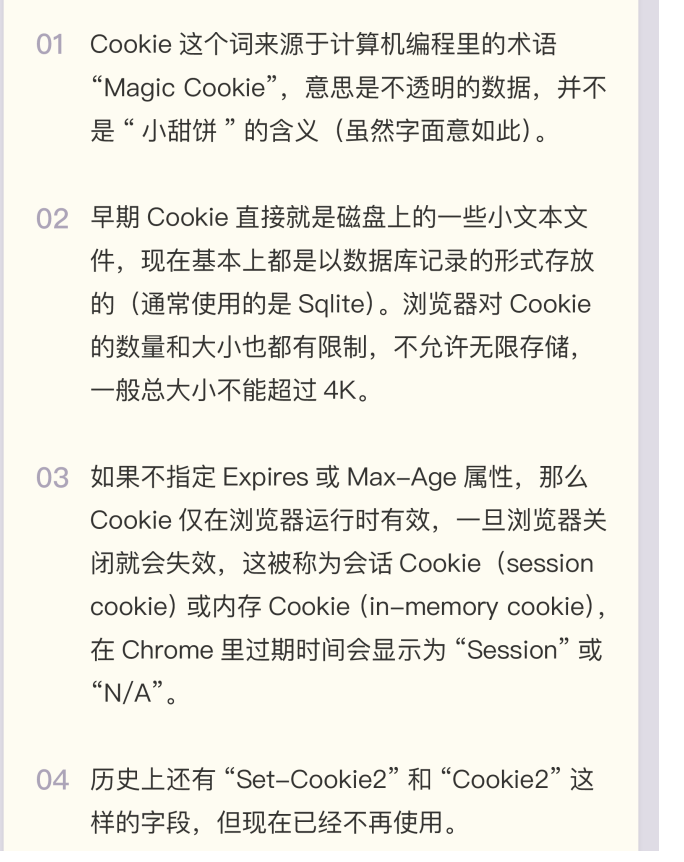 01 Cookie 这个词来源于计算机编程里的术语
“Magic Cookie”，意思是不透明的数据，并不
是 “ 小甜饼 ” 的含义（虽然字面意如此）。
02 早期 Cookie 直接就是磁盘上的一些小文本文
件，现在基本上都是以数据库记录的形式存放
的（通常使用的是 Sqlite）。浏览器对 Cookie
的数量和大小也都有限制，不允许无限存储，
一般总大小不能超过 4K。
03 如果不指定 Expires 或 Max-Age 属性，那么
Cookie 仅在浏览器运行时有效，一旦浏览器关
闭就会失效，这被称为会话 Cookie（session
cookie）或内存 Cookie（in-memory cookie），
在 Chrome 里过期时间会显示为 “Session” 或
“N/A”。
04 历史上还有 “Set-Cookie2” 和 “Cookie2” 这
样的字段，但现在已经不再使用。